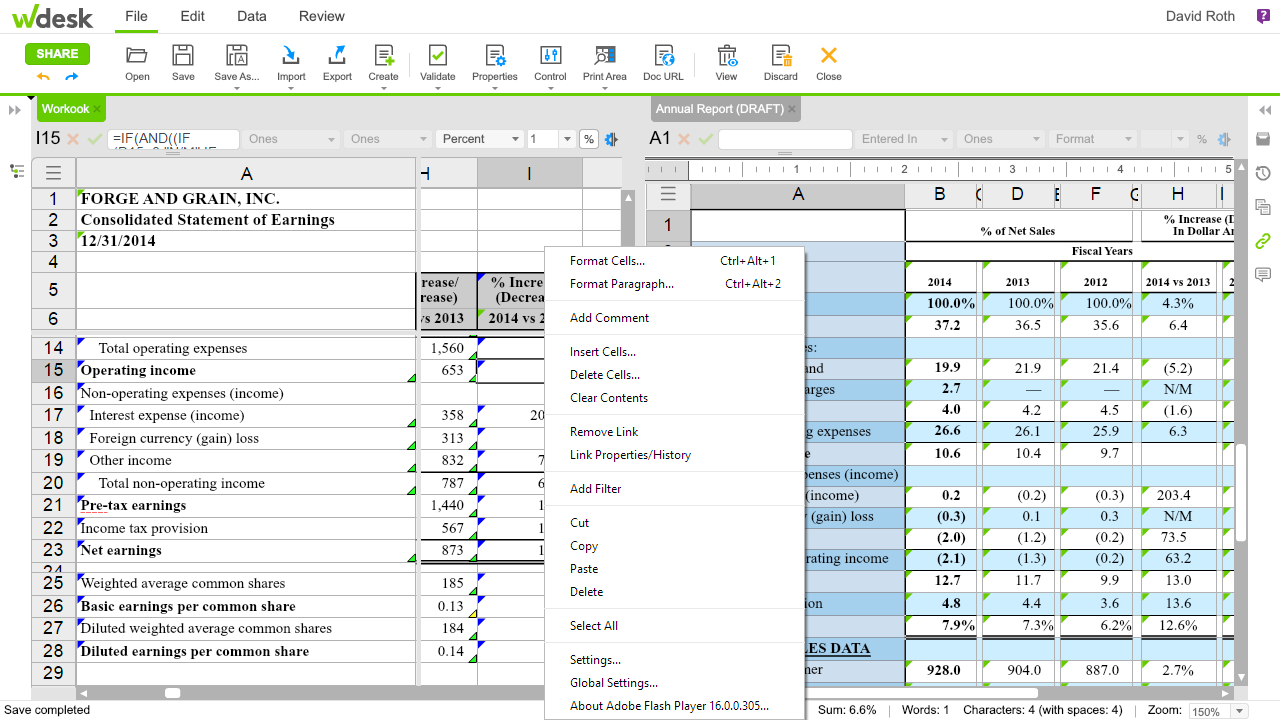 wdesk File Edit Data Review David Roth ?
SHARE
Open Save Save As... Import Export Create Validate Properties Control Print Area Doc URL View Discard Close
Workook × Annual Report (DRAFT) ×
I15 =IF(AND((IF Ones Ones Percent 1 % A1 Entered In Ones Format %
A H I
1 FORGE AND GRAIN, INC.
2 Consolidated Statement of Earnings
3 12/31/2014
4
5 rease/ % Incre
rease) (Decrea
6 vs 2013 2014 vs 2
14 Total operating expenses 1,560
15 Operating income 653
16 Non-operating expenses (income)
17 Interest expense (income) 358 20
18 Foreign currency (gain) loss 313
19 Other income 832 7
20 Total non-operating income 787 6
21 Pre-tax earnings 1,440 1
22 Income tax provision 567 1
23 Net earnings 873 1
24
25 Weighted average common shares 185
26 Basic earnings per common share 0.13
27 Diluted weighted average common shares 184
28 Diluted earnings per common share 0.14
29
Format Cells... Ctrl+Alt+1
Format Paragraph... Ctrl+Alt+2
Add Comment
Insert Cells...
Delete Cells...
Clear Contents
Remove Link
Link Properties/History
Add Filter
Cut
Copy
Paste
Delete
Select All
Settings...
Global Settings...
About Adobe Flash Player 16.0.0.305...
1 2 3 4 5
A B C D E F G H I
1 % of Net Sales % Increase (D
In Dollar Ar
Fiscal Years
2014 2013 2012 2014 vs 2013 2
100.0% 100.0% 100.0% 4.3%
37.2 36.5 35.6 6.4
es:
and 19.9 21.9 21.4 (5.2)
arges 2.7 — — N/M
4.0 4.2 4.5 (1.6)
g expenses 26.6 26.1 25.9 6.3
e 10.6 10.4 9.7
penses (income)
(income) 0.2 (0.2) (0.3) 203.4
(gain) loss (0.3) 0.1 0.3 N/M
(2.0) (1.2) (0.2) 73.5
rating income (2.1) (1.3) (0.2) 63.2
12.7 11.7 9.9 13.0
ion 4.8 4.4 3.6 13.6
7.9% 7.3% 6.2% 12.6%
LES DATA
mer 928.0 904.0 887.0 2.7%
Save completed Sum: 6.6% Words: 1 Characters: 4 (with spaces: 4) Zoom: 150%